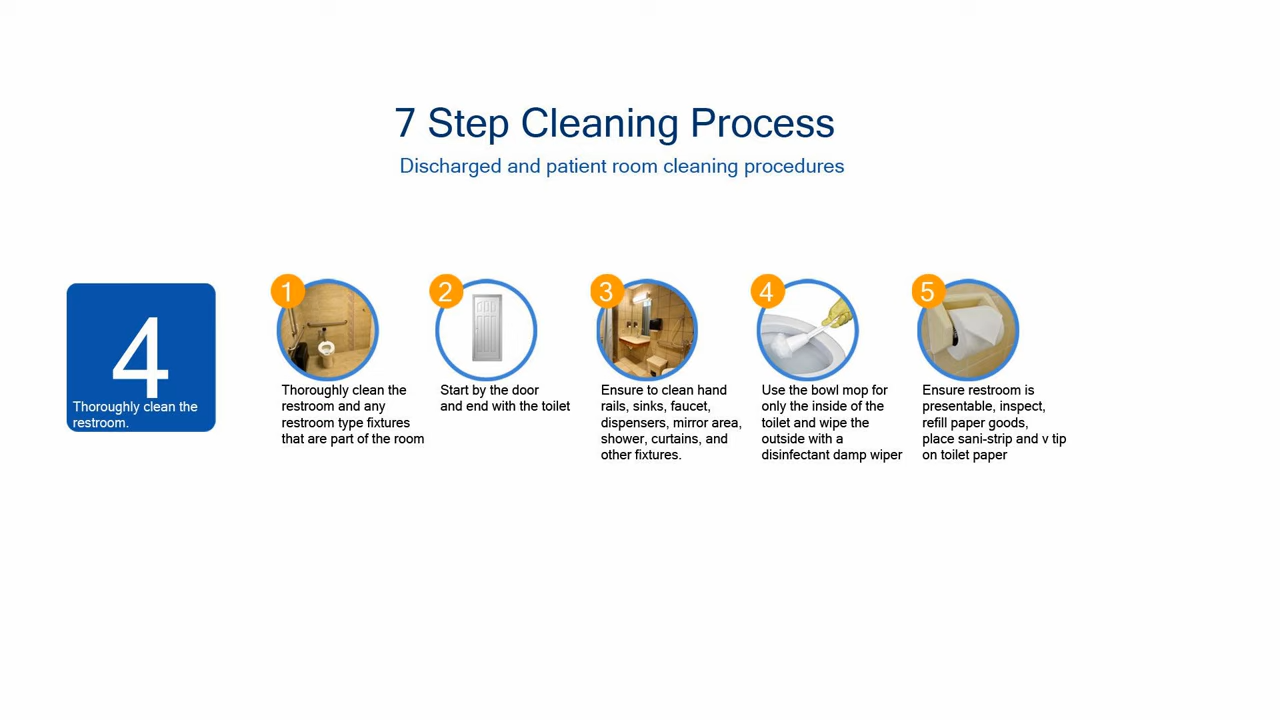 7 Step Cleaning Process
Discharged and patient room cleaning procedures
4
Thoroughly clean the
restroom.
1
Thoroughly clean the
restroom and any
restroom type fixtures
that are part of the room
2
Start by the door
and end with the toilet
3
Ensure to clean hand
rails, sinks, faucet,
dispensers, mirror area,
shower, curtains, and
other fixtures.
4
Use the bowl mop for
only the inside of the
toilet and wipe the
outside with a
disinfectant damp wiper
5
Ensure restroom is
presentable, inspect,
refill paper goods,
place sani-strip and v tip
on toilet paper